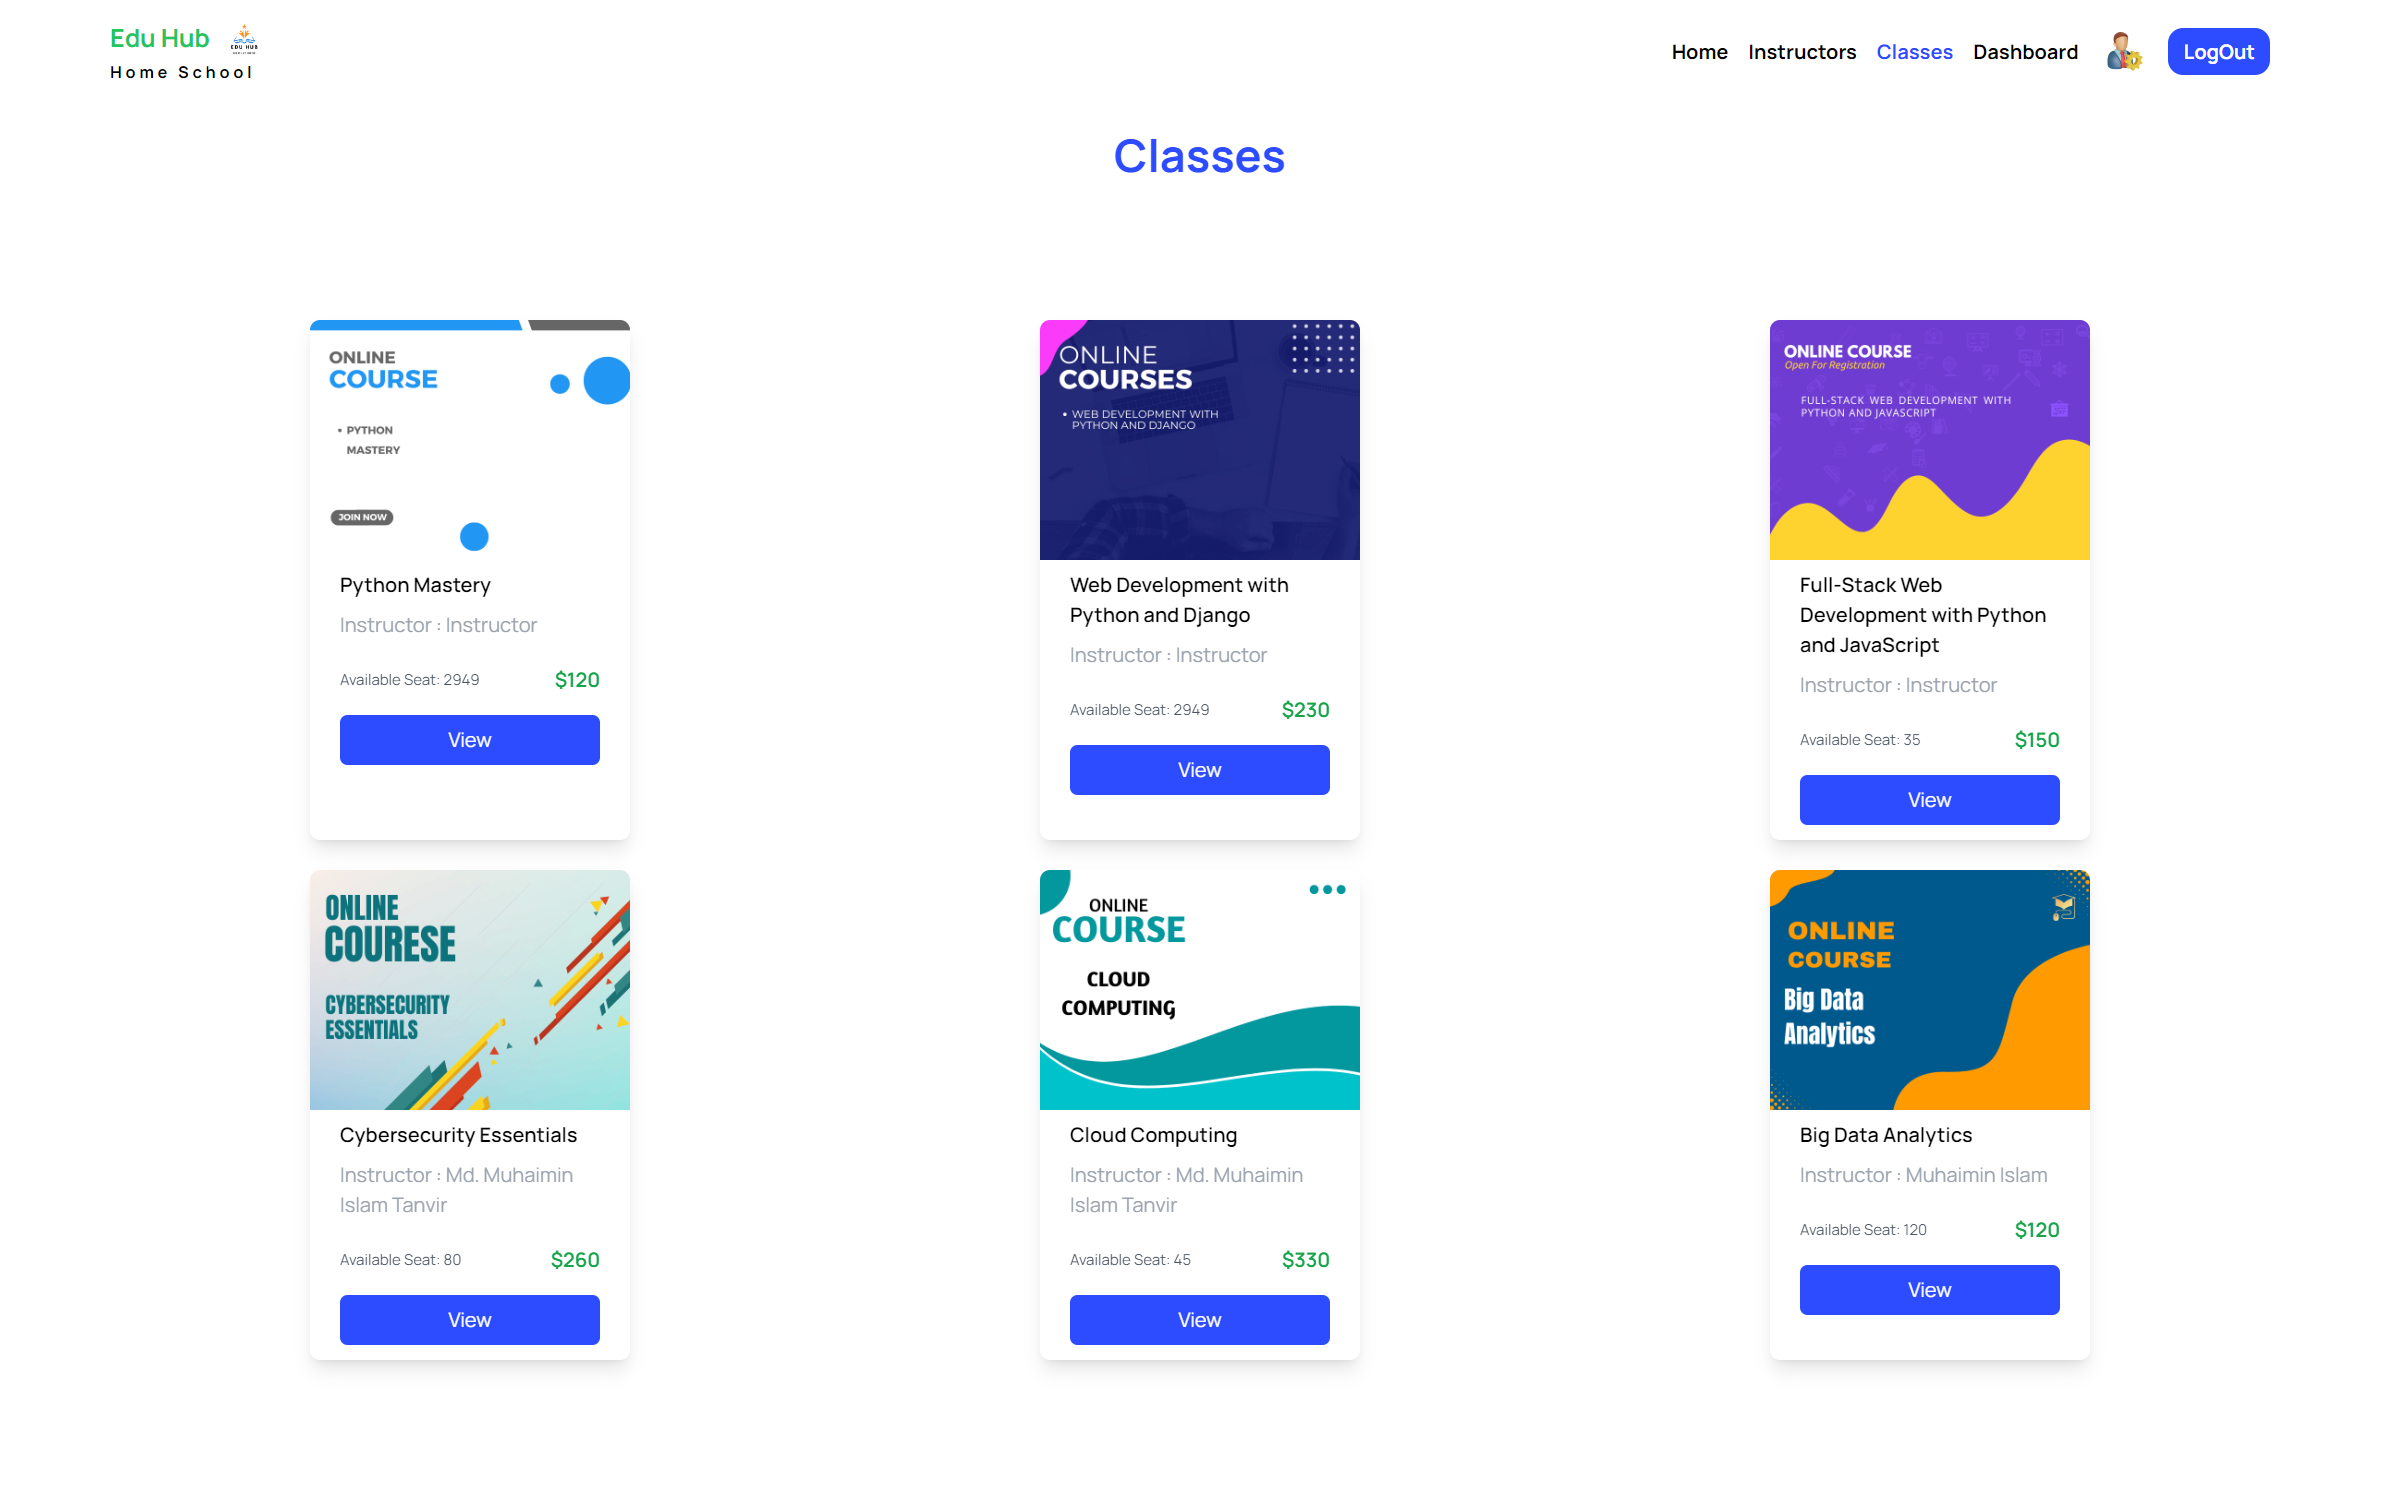 Edu Hub
EDU HUB
Home School
Home Instructors Classes Dashboard LogOut
Classes
ONLINE
COURSE
• PYTHON
MASTERY
JOIN NOW
Python Mastery
Instructor : Instructor
Available Seat: 2949 $120
View
ONLINE
COURSES
• WEB DEVELOPMENT WITH
PYTHON AND DJANGO
Web Development with
Python and Django
Instructor : Instructor
Available Seat: 2949 $230
View
ONLINE COURSE
Open For Registration
FULL-STACK WEB DEVELOPMENT WITH
PYTHON AND JAVASCRIPT
Full-Stack Web
Development with Python
and JavaScript
Instructor : Instructor
Available Seat: 35 $150
View
ONLINE
COURESE
CYBERSECURITY
ESSENTIALS
Cybersecurity Essentials
Instructor : Md. Muhaimin
Islam Tanvir
Available Seat: 80 $260
View
ONLINE
COURSE
CLOUD
COMPUTING
Cloud Computing
Instructor : Md. Muhaimin
Islam Tanvir
Available Seat: 45 $330
View
ONLINE
COURSE
Big Data
Analytics
Big Data Analytics
Instructor : Muhaimin Islam
Available Seat: 120 $120
View